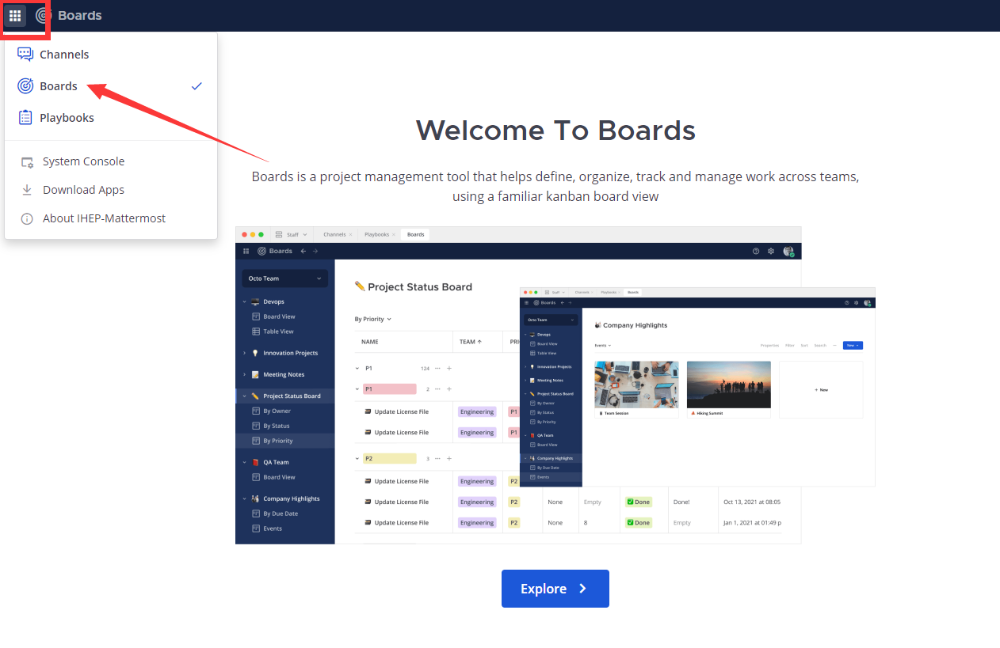 Boards
Channels
Boards
Playbooks
System Console
Download Apps
About IHEP-Mattermost
Welcome To Boards
Boards is a project management tool that helps define, organize, track and manage work across teams,
using a familiar kanban board view
Staff
Channels
Playbooks
Boards
Boards
Octo Team
Devops
Board View
Table View
Innovation Projects
Meeting Notes
Project Status Board
By Owner
By Status
By Priority
QA Team
Board View
Company Highlights
By Due Date
Events
Project Status Board
By Priority
NAME TEAM PRI
P1 124
P1 2
Update License File Engineering P1
Update License File Engineering P1
P2 3
Update License File Engineering P2
Update License File Engineering P2 None Empty Done Done! Oct 13, 2021 at 08:05
Update License File Engineering P2 None 8 Done Empty Jan 1, 2021 at 01:49 p
Staff
Channels
Playbooks
Boards
Boards
Octo Team
Devops
Board View
Table View
Innovation Projects
Meeting Notes
Project Status Board
By Owner
By Status
By Priority
QA Team
Board View
Company Highlights
By Due Date
Events
Company Highlights
Events Properties Filter Sort Search New
Team Session
Hiking Summit
+ New
Explore